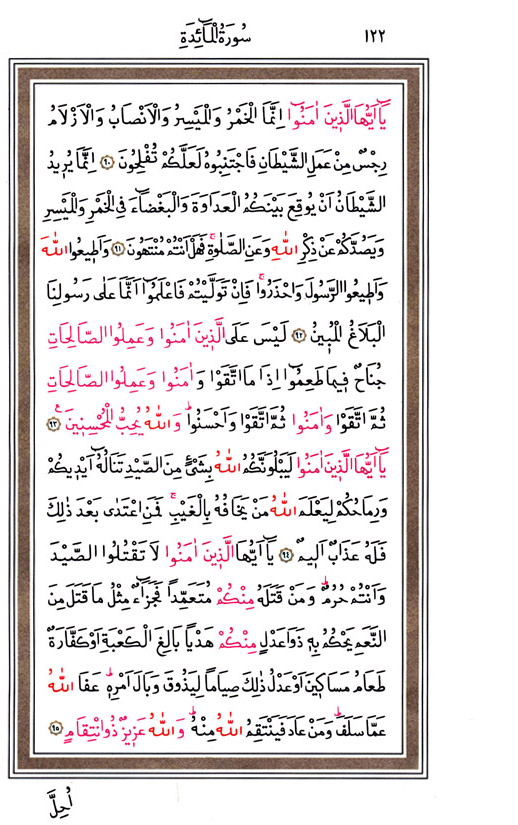 ١٢٢ سُورَةُ الْمَٓائِدَةِ
يَٓا اَيُّهَا الَّذ۪ينَ اٰمَنُٓوا اِنَّمَا الْخَمْرُ وَالْمَيْسِرُ وَالْاَنْصَابُ وَالْاَزْلَامُ
رِجْسٌ مِنْ عَمَلِ الشَّيْطَانِ فَاجْتَنِبُوهُ لَعَلَّكُمْ تُفْلِحُونَ ﴿٩٠﴾ اِنَّمَا يُر۪يدُ
الشَّيْطَانُ اَنْ يُوقِعَ بَيْنَكُمُ الْعَدَاوَةَ وَالْبَغْضَٓاءَ فِي الْخَمْرِ وَالْمَيْسِرِ
وَيَصُدَّكُمْ عَنْ ذِكْرِ اللّٰهِ وَعَنِ الصَّلٰوةِۚ فَهَلْ اَنْتُمْ مُنْتَهُونَ ﴿٩١﴾ وَاَط۪يعُوا اللّٰهَ
وَاَط۪يعُوا الرَّسُولَ وَاحْذَرُواۚ فَاِنْ تَوَلَّيْتُمْ فَاعْلَمُٓوا اَنَّمَا عَلٰى رَسُولِنَا
الْبَلَاغُ الْمُب۪ينُ ﴿٩٢﴾ لَيْسَ عَلَى الَّذ۪ينَ اٰمَنُوا وَعَمِلُوا الصَّالِحَاتِ
جُنَاحٌ ف۪يمَا طَعِمُٓوا اِذَا مَا اتَّقَوْا وَاٰمَنُوا وَعَمِلُوا الصَّالِحَاتِ
ثُمَّ اتَّقَوْا وَاٰمَنُوا ثُمَّ اتَّقَوْا وَاَحْسَنُواۜ وَاللّٰهُ يُحِبُّ الْمُحْسِن۪ينَ۟ ﴿٩٣﴾
يَٓا اَيُّهَا الَّذ۪ينَ اٰمَنُوا لَيَبْلُوَنَّكُمُ اللّٰهُ بِشَيْءٍ مِنَ الصَّيْدِ تَنَالُهُٓ اَيْد۪يكُمْ
وَرِمَاحُكُمْ لِيَعْلَمَ اللّٰهُ مَنْ يَخَافُهُ بِالْغَيْبِۚ فَمَنِ اعْتَدٰى بَعْدَ ذٰلِكَ
فَلَهُ عَذَابٌ اَل۪يمٌ ﴿٩٤﴾ يَٓا اَيُّهَا الَّذ۪ينَ اٰمَنُوا لَا تَقْتُلُوا الصَّيْدَ
وَاَنْتُمْ حُرُمٌۜ وَمَنْ قَتَلَهُ مِنْكُمْ مُتَعَمِّداً فَجَزَٓاءٌ مِثْلُ مَا قَتَلَ مِنَ
النَّعَمِ يَحْكُمُ بِه۪ ذَوَا عَدْلٍ مِنْكُمْ هَدْياً بَالِغَ الْكَعْبَةِ اَوْ كَفَّارَةٌ
طَعَامُ مَسَاك۪ينَ اَوْ عَدْلُ ذٰلِكَ صِيَاماً لِيَذُوقَ وَبَالَ اَمْرِه۪ۜ عَفَا اللّٰهُ
عَمَّا سَلَفَۜ وَمَنْ عَادَ فَيَنْتَقِمُ اللّٰهُ مِنْهُۜ وَاللّٰهُ عَز۪يزٌ ذُوانْتِقَامٍ ﴿٩٥﴾
اُحِلَّ